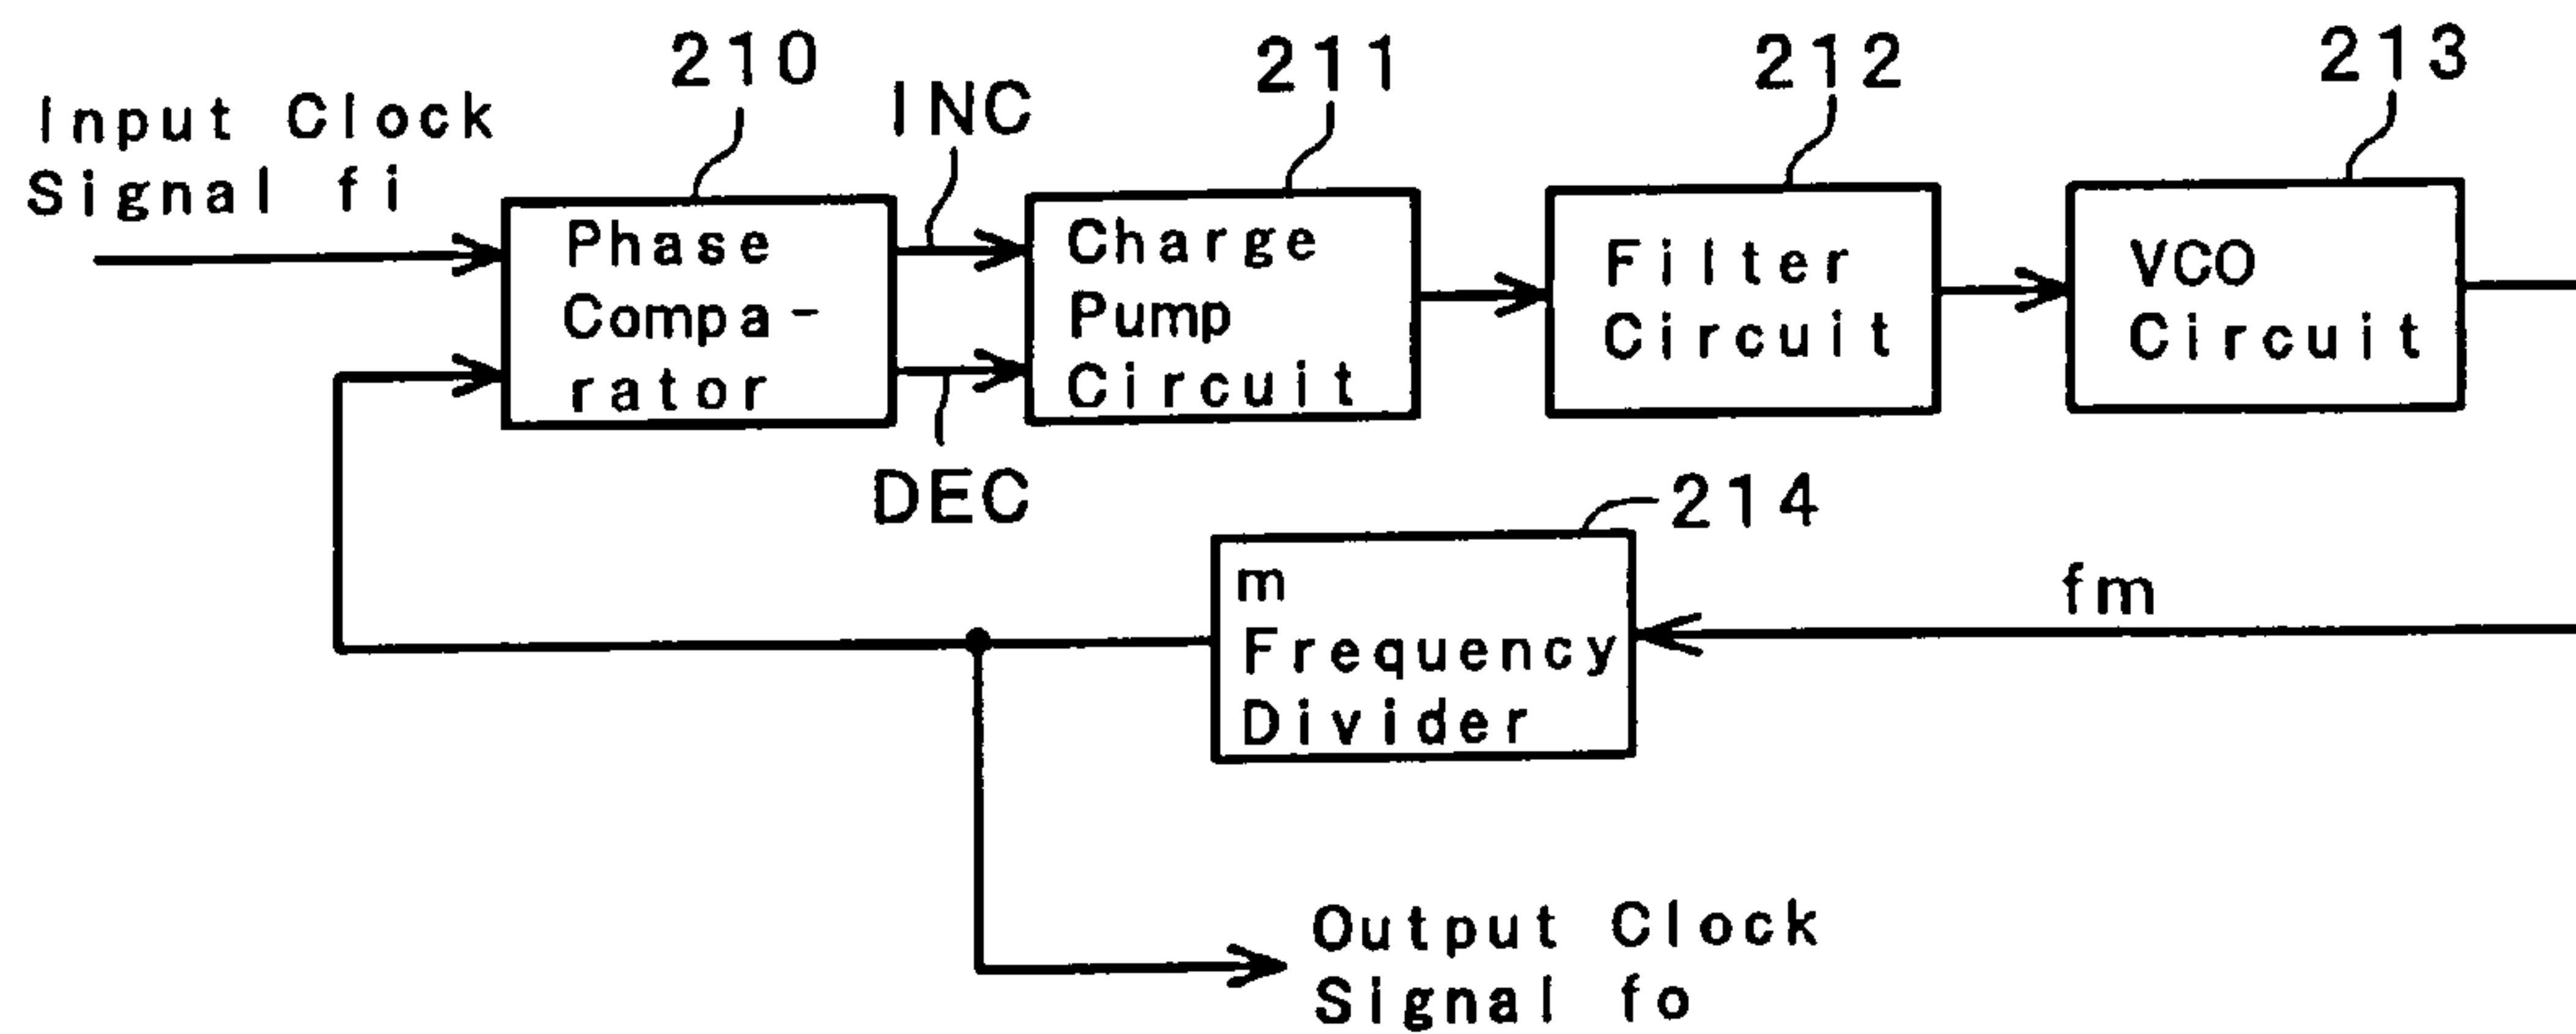 210
211
212
213
Input Clock
Signal fi
INC
Phase
Compa-
rator
Charge
Pump
Circuit
Filter
Circuit
VCO
Circuit
DEC
214
m
Frequency
Divider
fm
Output Clock
Signal fo